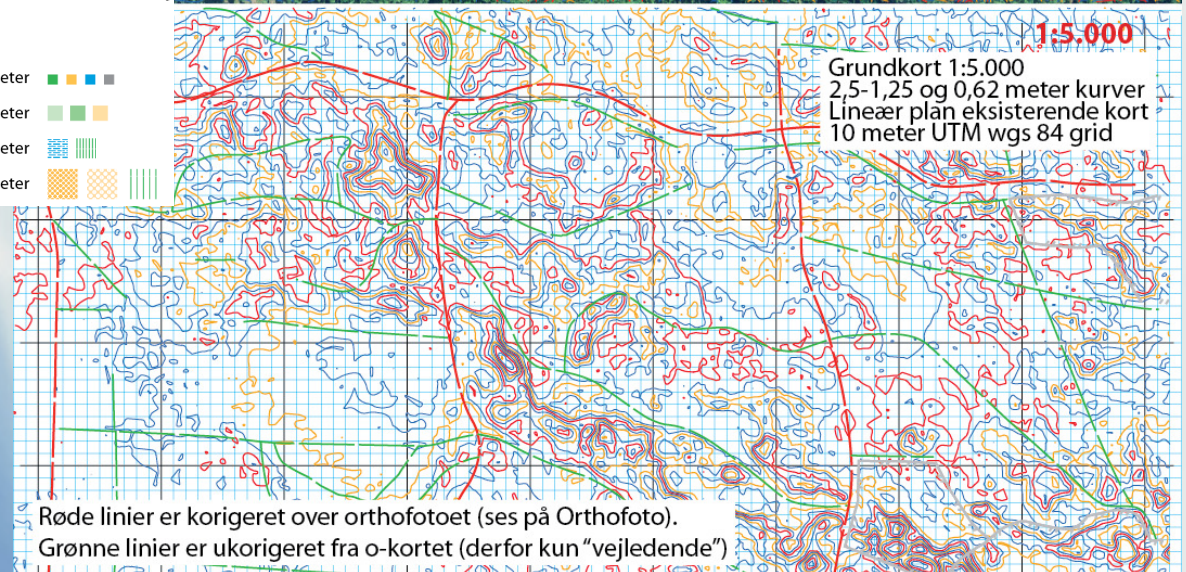 1:5.000
Grundkort 1:5.000
2,5-1,25 og 0,62 meter kurver
Lineær plan eksisterende kort
10 meter UTM wgs 84 grid
eter
eter
eter
eter
Røde linier er korigeret over orthofotoet (ses på Orthofoto).
Grønne linier er ukorigeret fra o-kortet (derfor kun “vejledende”)